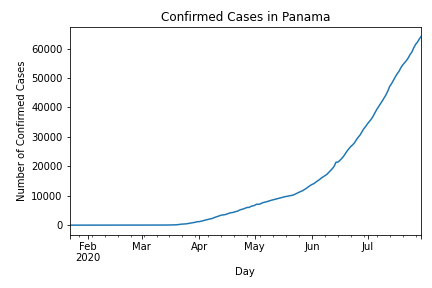 Confirmed Cases in Panama
Number of Confirmed Cases
60000
50000
40000
30000
20000
10000
0
Feb Mar Apr May Jun Jul
2020
Day